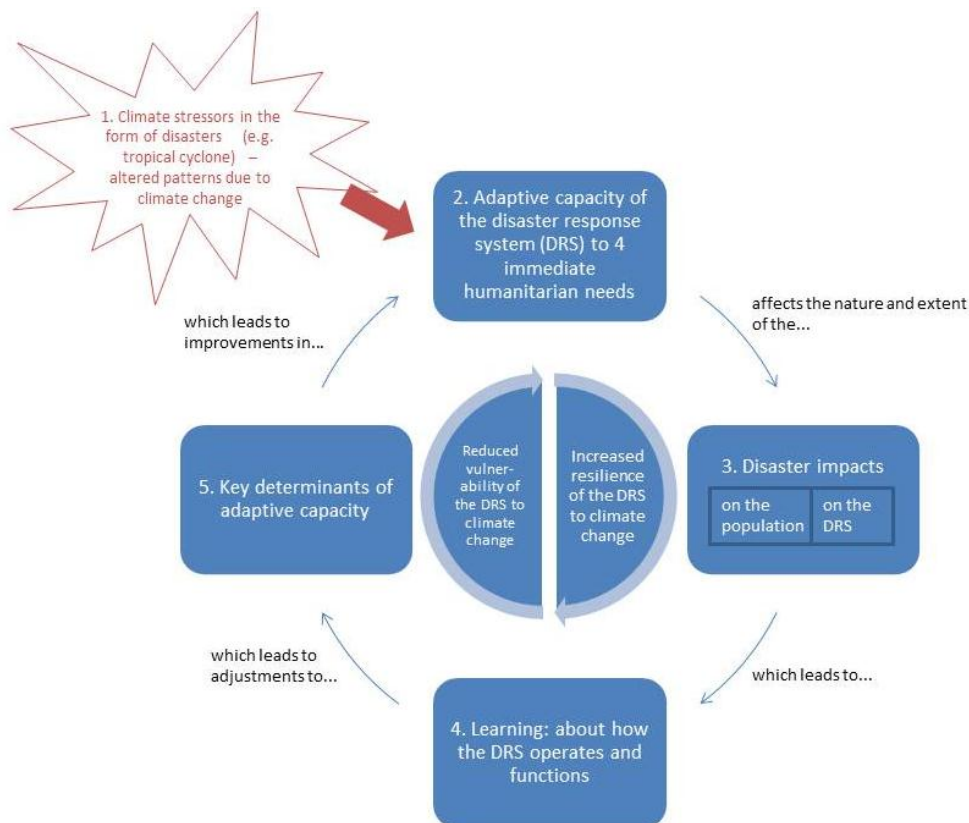 1. Climate stressors in the
form of disasters (e.g.
tropical cyclone) –
altered patterns due to
climate change
2. Adaptive capacity of
the disaster response
system (DRS) to 4
immediate
humanitarian needs
affects the nature and extent
of the...
3. Disaster impacts
on the
population
on the
DRS
which leads to...
4. Learning: about how
the DRS operates and
functions
which leads to
adjustments to...
5. Key determinants of
adaptive capacity
which leads to
improvements in...
Reduced
vulner-
ability of
the DRS to
climate
change
Increased
resilience
of the DRS
to climate
change